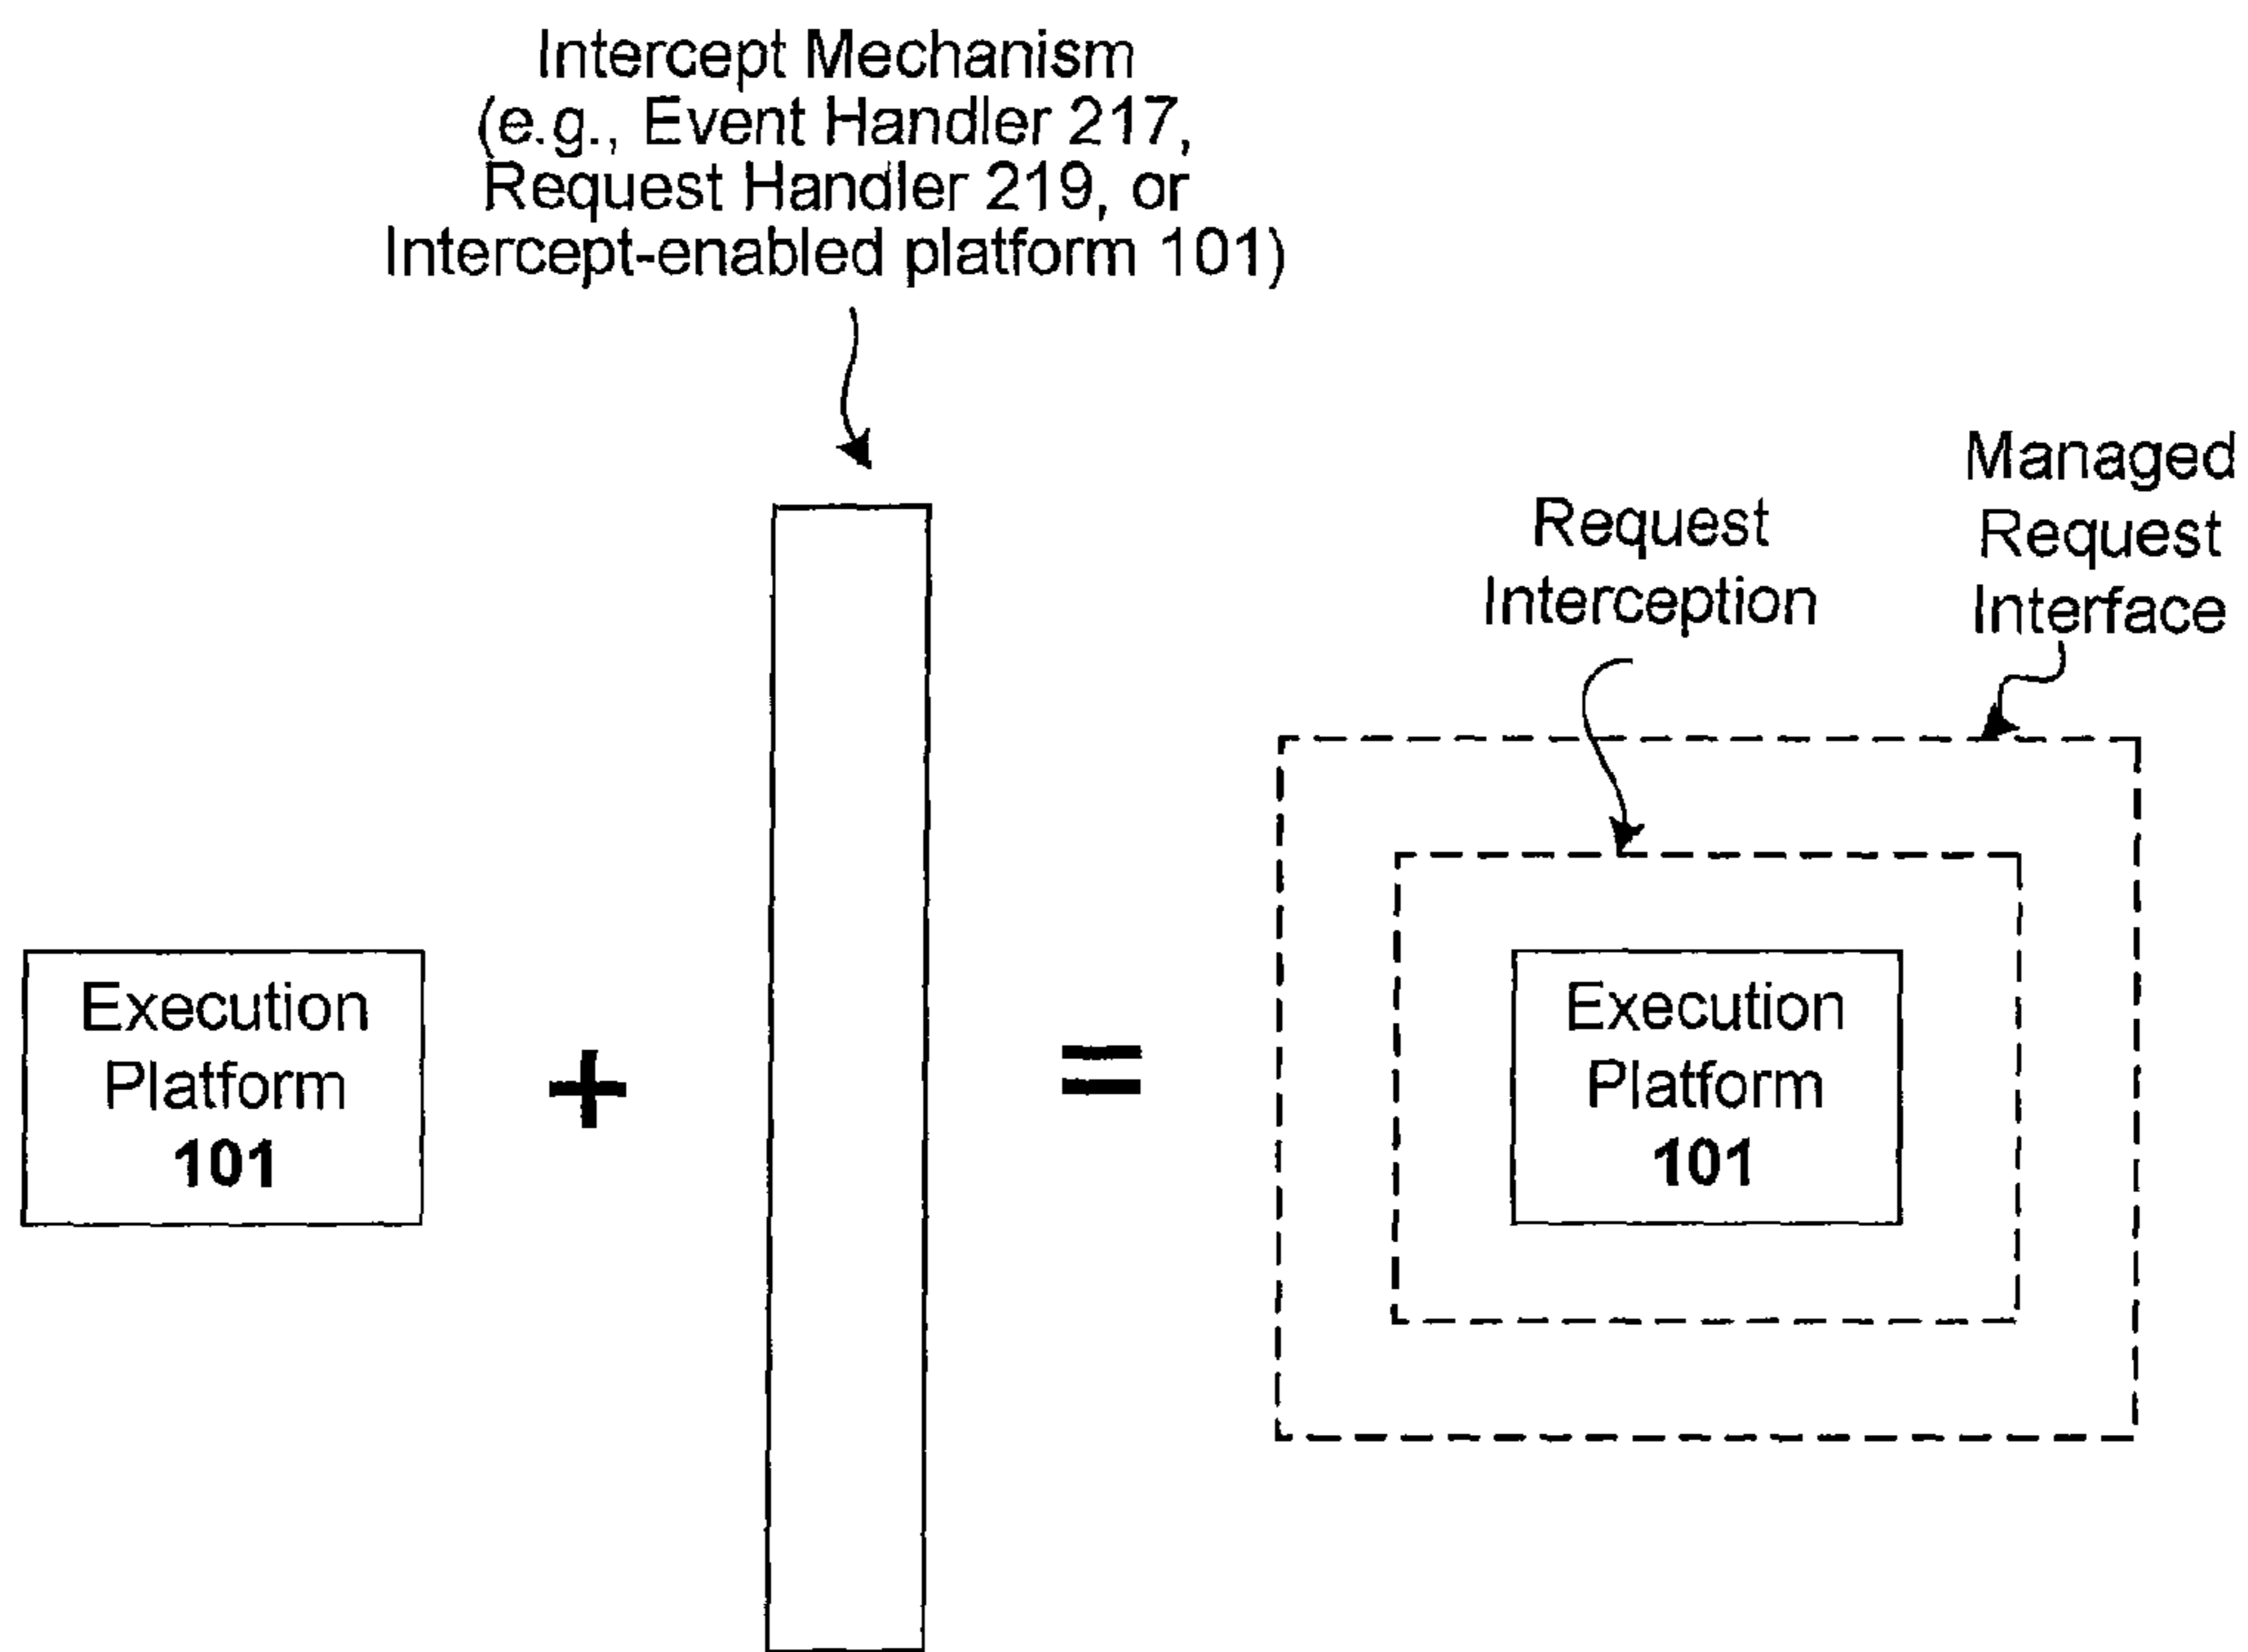 Intercept Mechanism
(e.g., Event Handler 217,
Request Handler 219, or
Intercept-enabled platform 101)
Managed
Request
Interface
Request
Interception
Execution
Platform
101
+
=
Execution
Platform
101